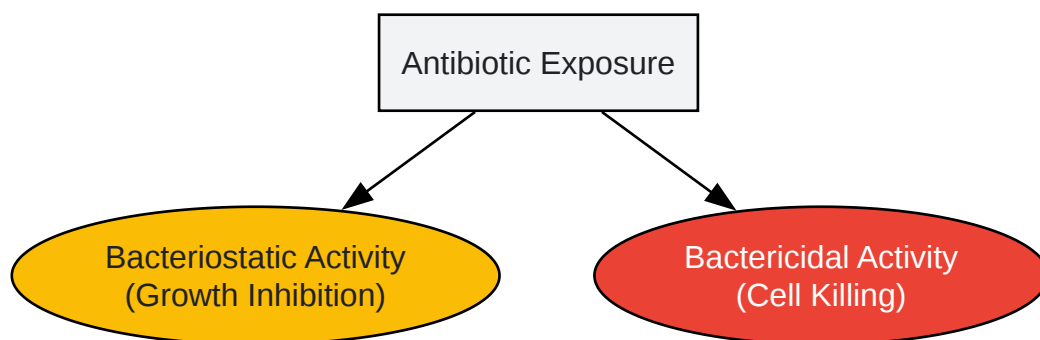 Antibiotic Exposure
Bacteriostatic Activity
(Growth Inhibition)
Bactericidal Activity
(Cell Killing)